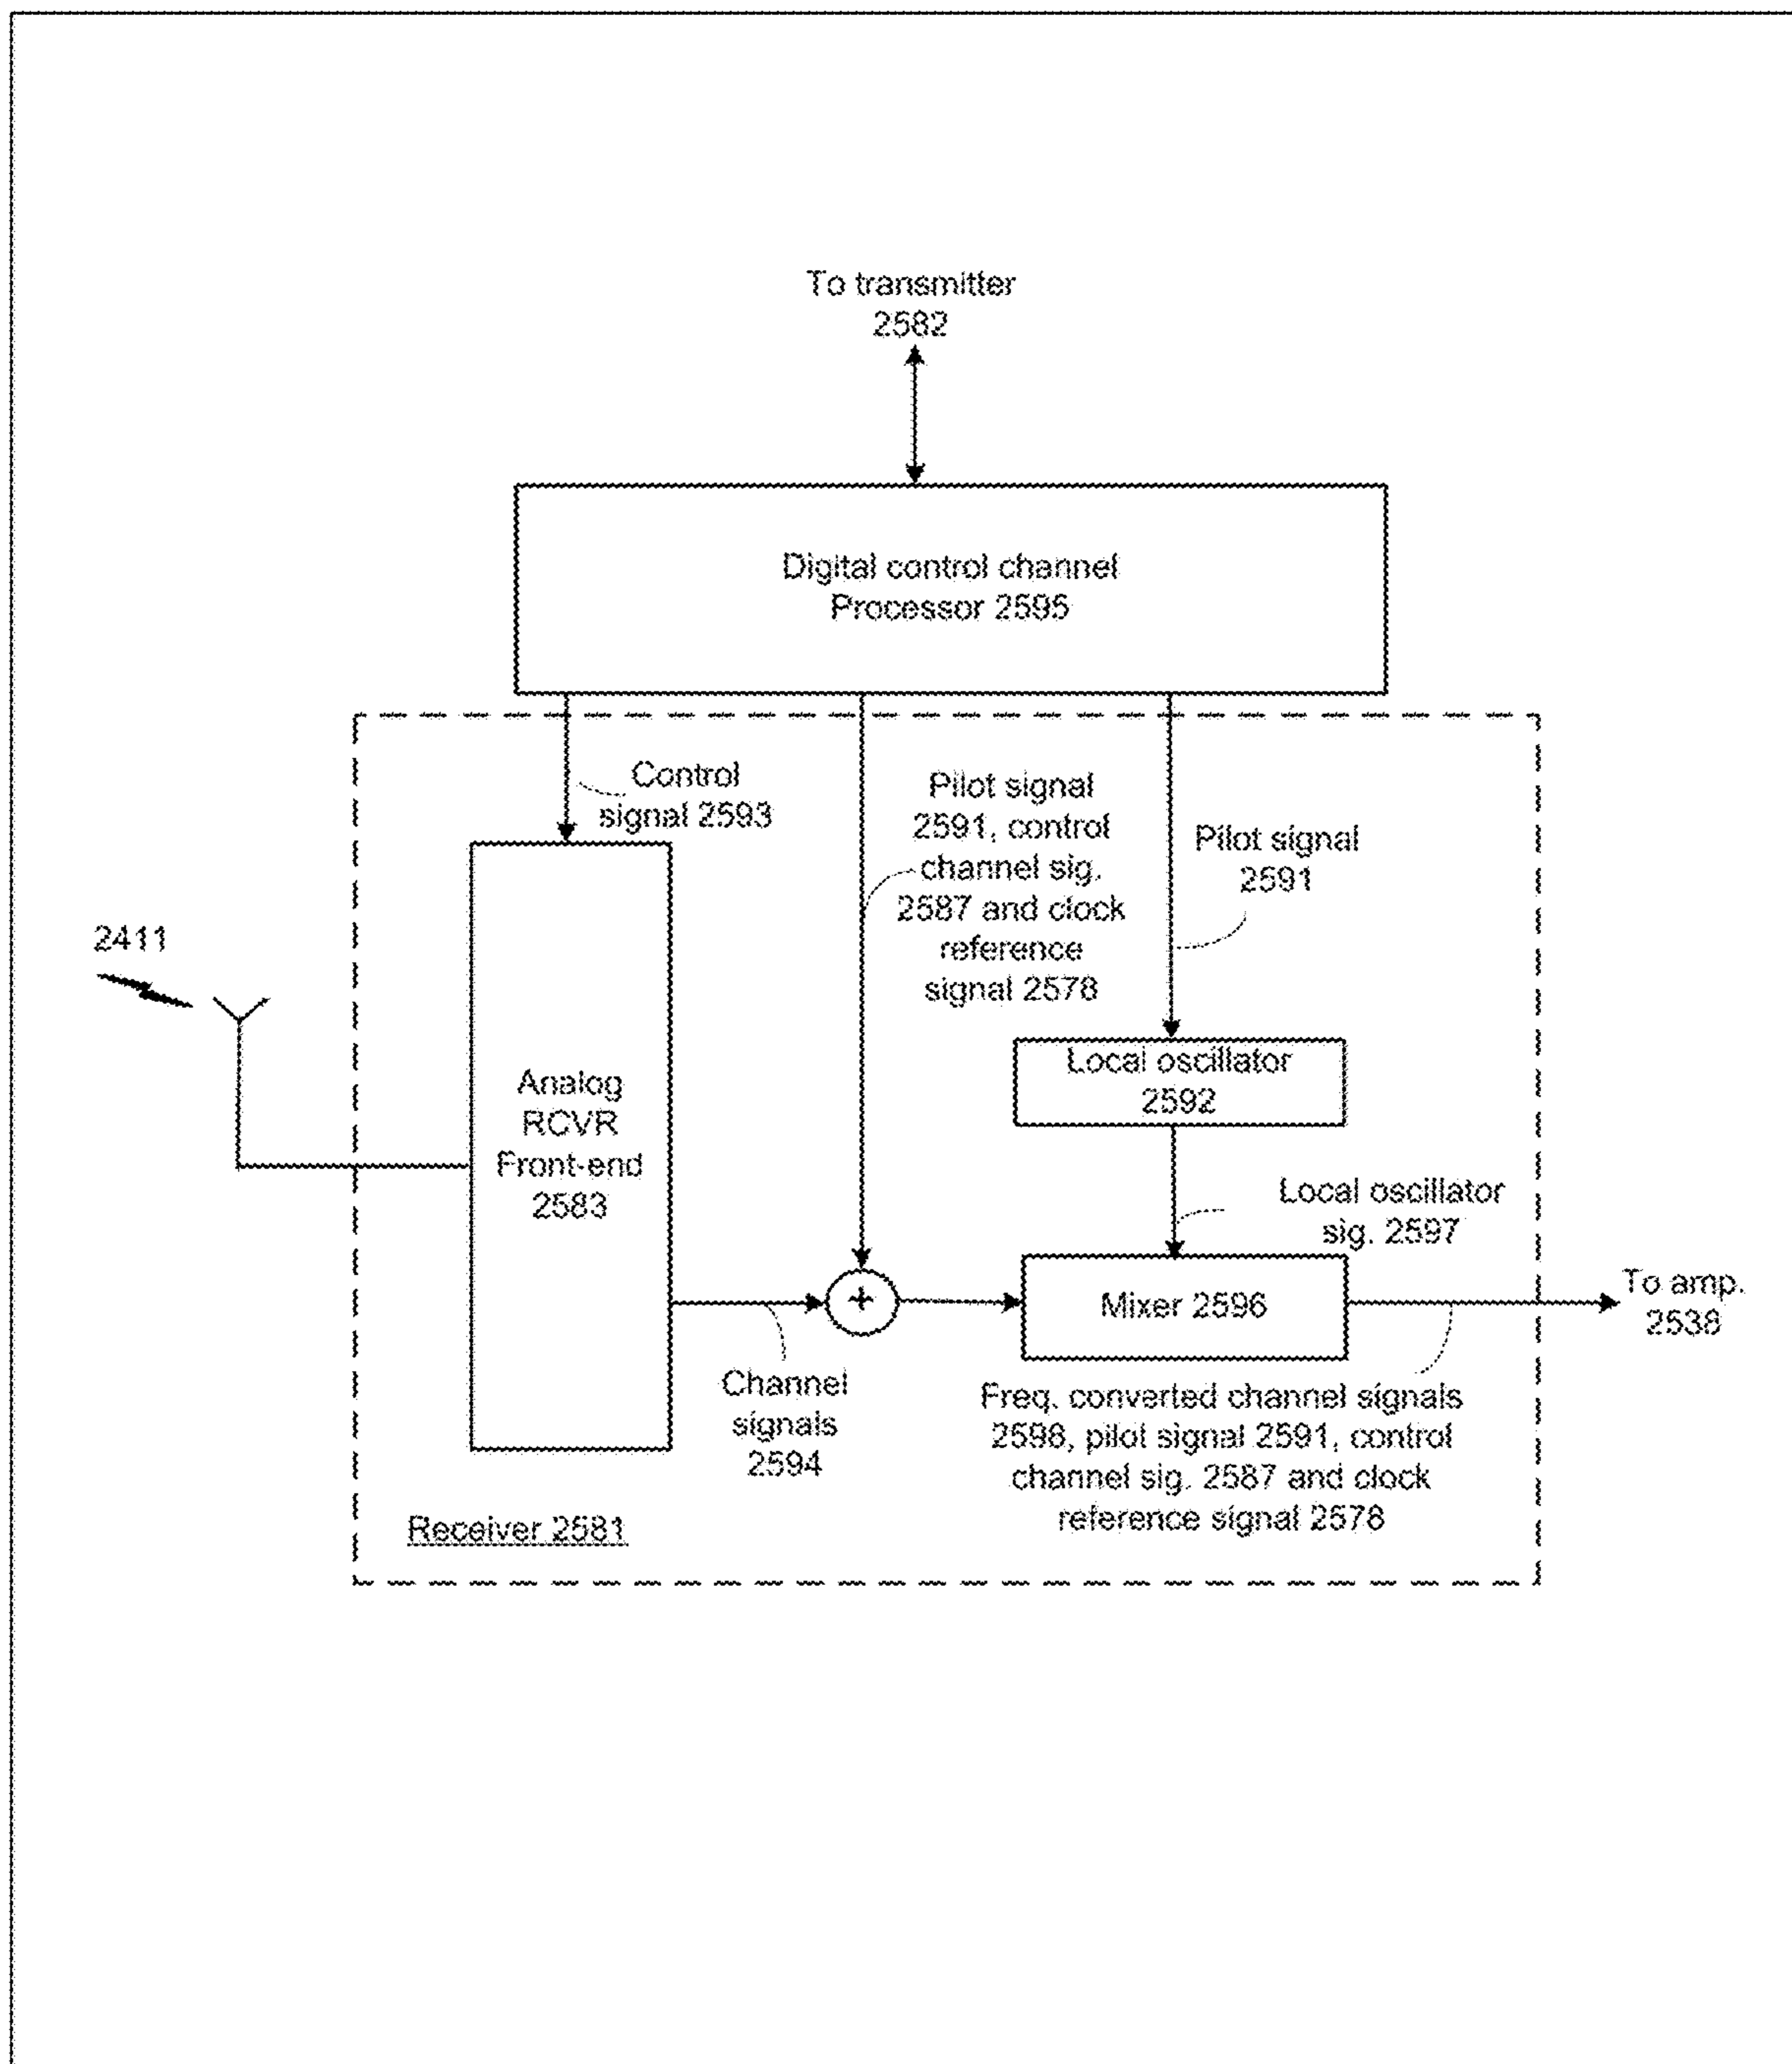 To transmitter
2582
Digital control channel
Processor 2595
Control
signal 2593
Pilot signal
2591, control
channel sig.
2587 and clock
reference
signal 2578
Pilot signal
2591
2411
Local oscillator
2592
Analog
RCVR
Front-end
2583
Local oscillator
sig. 2597
+
Mixer 2596
To amp.
2538
Channel
signals
2594
Freq. converted channel signals
2598, pilot signal 2591, control
channel sig. 2587 and clock
reference signal 2578
Receiver 2581